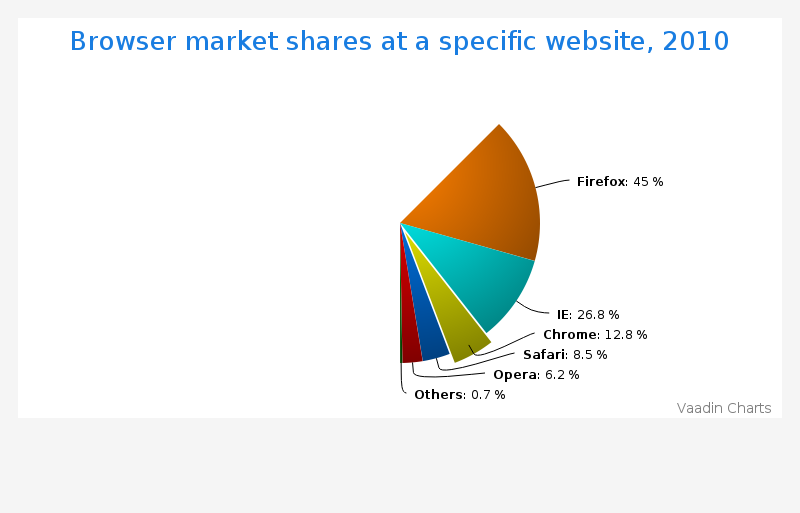 Browser market shares at a specific website, 2010
Firefox: 45 %
IE: 26.8 %
Chrome: 12.8 %
Safari: 8.5 %
Opera: 6.2 %
Others: 0.7 %
Vaadin Charts